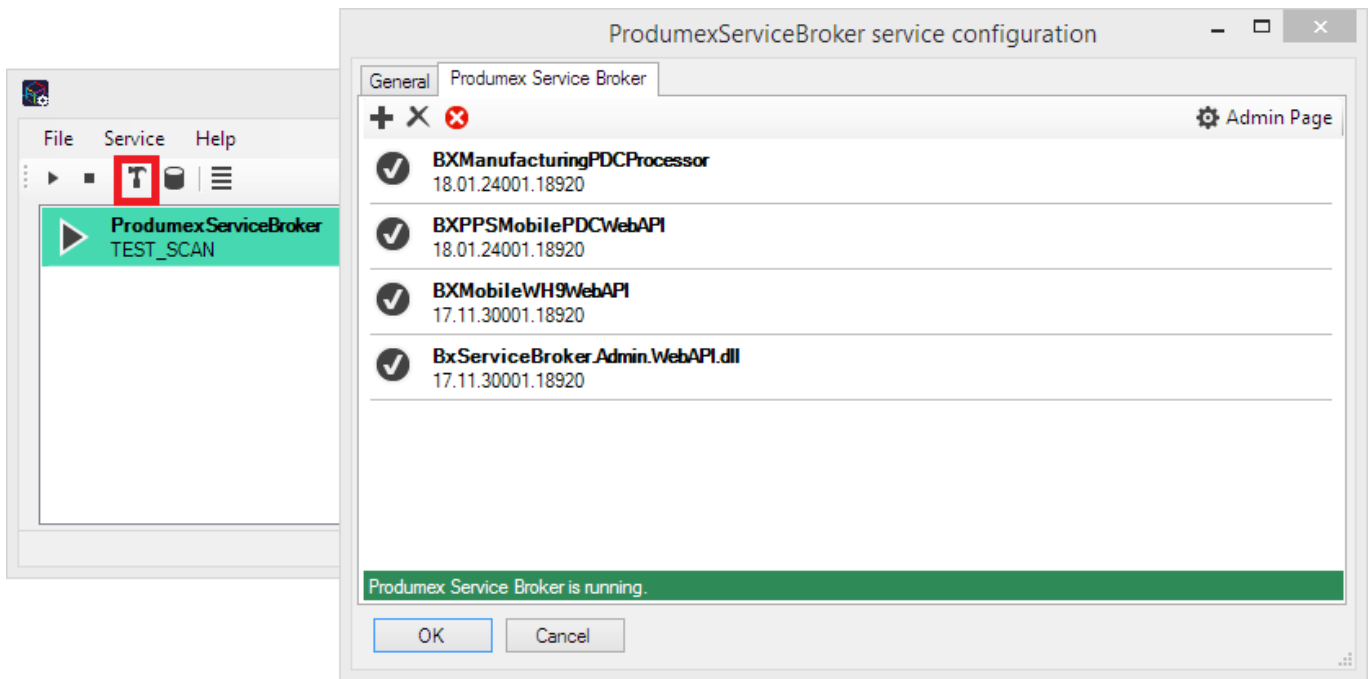 ProdumexServiceBroker service configuration
General
Produmex Service Broker
Admin Page
File
Service
Help
ProdumexServiceBroker
TEST_SCAN
BXManufacturingPDCProcessor
18.01.24001.18920
BXPPSMobilePDCWebAPI
18.01.24001.18920
BXMobileWH9WebAPI
17.11.30001.18920
BxServiceBroker.Admin.WebAPI.dll
17.11.30001.18920
Produmex Service Broker is running.
OK
Cancel